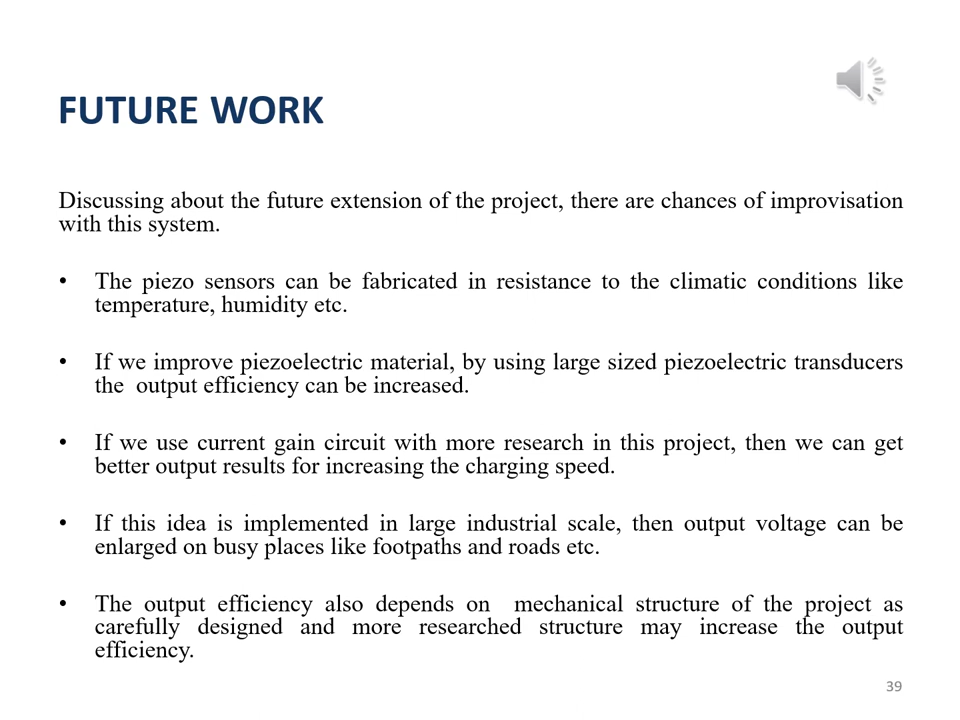 FUTURE WORK
Discussing about the future extension of the project, there are chances of improvisation
with this system.
• The piezo sensors can be fabricated in resistance to the climatic conditions like
temperature, humidity etc.
• If we improve piezoelectric material, by using large sized piezoelectric transducers
the  output efficiency can be increased.
• If we use current gain circuit with more research in this project, then we can get
better output results for increasing the charging speed.
• If this idea is implemented in large industrial scale, then output voltage can be
enlarged on busy places like footpaths and roads etc.
• The output efficiency also depends on  mechanical structure of the project as
carefully designed and more researched structure may increase the output
efficiency.
39